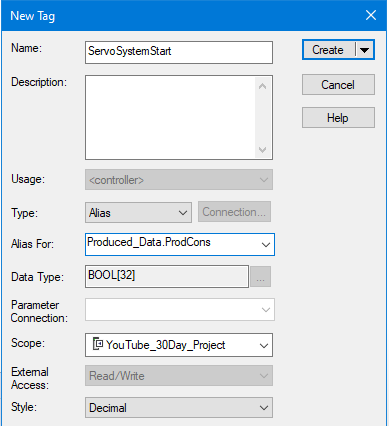 New Tag
Name: ServoSystemStart Create
Description: Cancel
Help
Usage: <controller>
Type: Alias Connection...
Alias For: Produced_Data.ProdCons
Data Type: BOOL[32] ...
Parameter
Connection:
Scope: YouTube_30Day_Project
External
Access: Read/Write
Style: Decimal